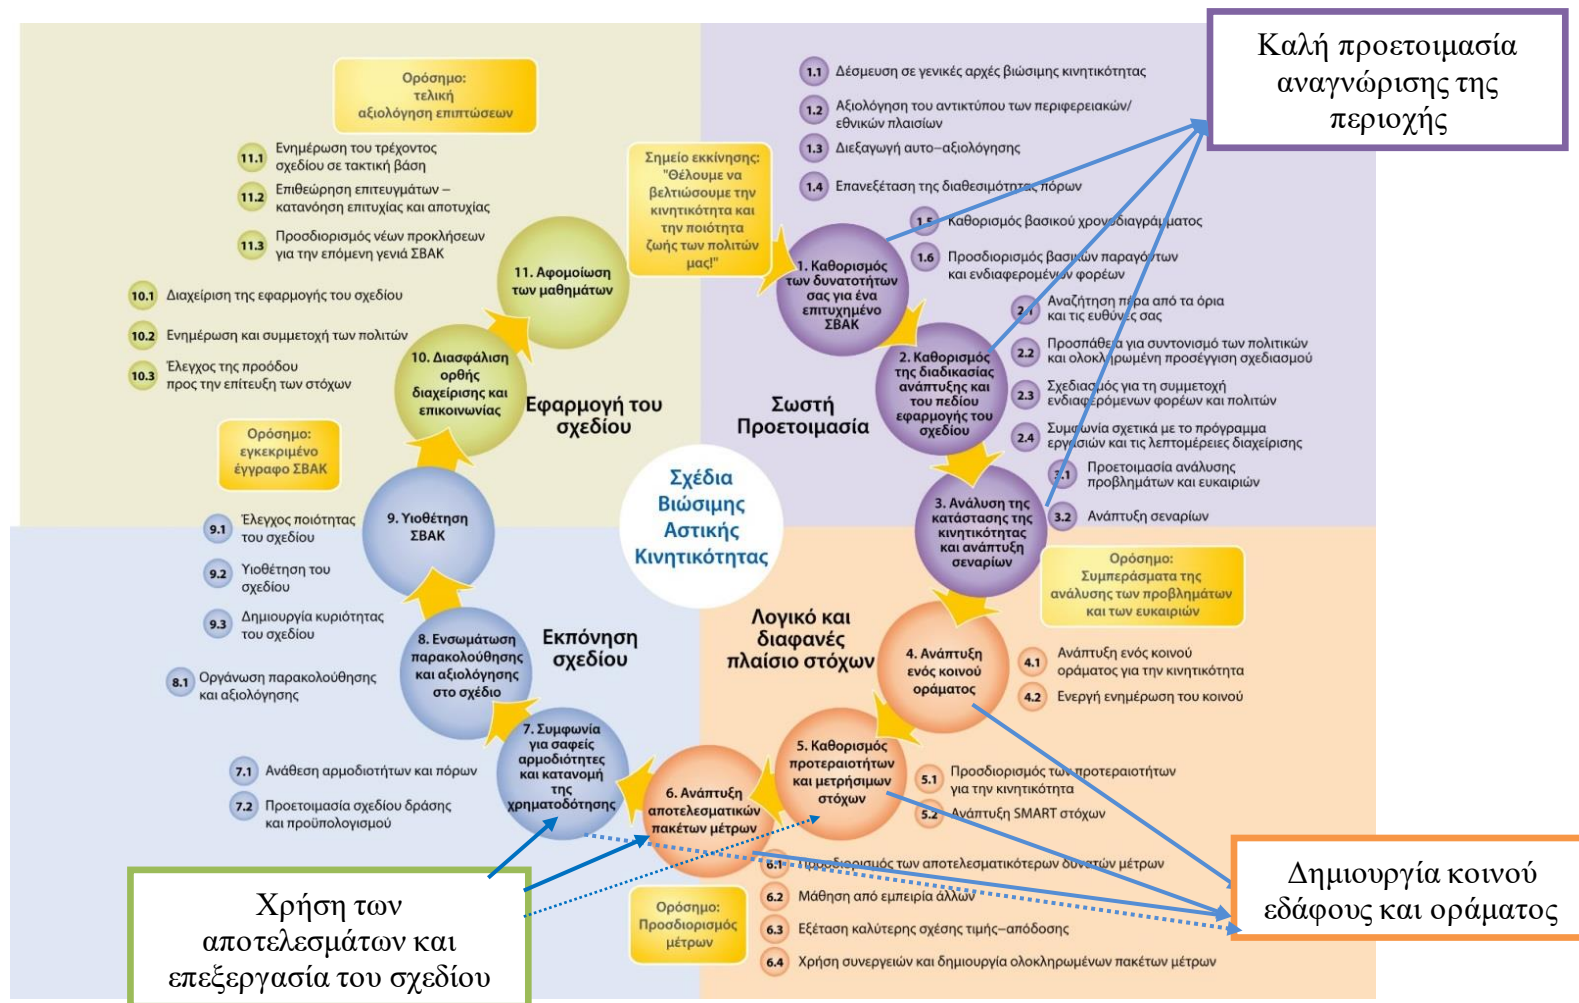 Καλή προετοιμασία
αναγνώρισης της
περιοχής
Ορόσημο:
τελική
αξιολόγηση επιπτώσεων
11.1 Ενημέρωση του τρέχοντος
σχεδίου σε τακτική βάση
11.2 Επιθεώρηση επιτευγμάτων –
κατανόηση επιτυχίας και αποτυχίας
11.3 Προσδιορισμός νέων προκλήσεων
για την επόμενη γενιά ΣΒΑΚ
10.1 Διαχείριση της εφαρμογής του σχεδίου
10.2 Ενημέρωση και συμμετοχή των πολιτών
10.3 Έλεγχος της προόδου
προς την επίτευξη των στόχων
Σημείο εκκίνησης:
"Θέλουμε να
βελτιώσουμε την
κινητικότητα και
την ποιότητα
ζωής των πολιτών
μας!"
1.1 Δέσμευση σε γενικές αρχές βιώσιμης κινητικότητας
1.2 Αξιολόγηση του αντικτύπου των περιφερειακών/
εθνικών πλαισίων
1.3 Διεξαγωγή αυτο–αξιολόγησης
1.4 Επανεξέταση της διαθεσιμότητας πόρων
1.5 Καθορισμός βασικού χρονοδιαγράμματος
1.6 Προσδιορισμός βασικών παραγόντων
και ενδιαφερομένων φορέων
2.1 Αναζήτηση πέρα από τα όρια
και τις ευθύνες σας
2.2 Προσπάθεια για συντονισμό των πολιτικών
και ολοκληρωμένη προσέγγιση σχεδιασμού
2.3 Σχεδιασμός για τη συμμετοχή
ενδιαφερόμενων φορέων και πολιτών
2.4 Συμφωνία σχετικά με το πρόγραμμα
εργασιών και τις λεπτομέρειες διαχείρισης
3.1 Προετοιμασία ανάλυσης
προβλημάτων και ευκαιριών
3.2 Ανάπτυξη σεναρίων
11. Αφομοίωση
των μαθημάτων
1. Καθορισμός
των δυνατοτήτων
σας για ένα
επιτυχημένο
ΣΒΑΚ
10. Διασφάλιση
ορθής
διαχείρισης και
επικοινωνίας
2. Καθορισμός
της διαδικασίας
ανάπτυξης και
του πεδίου
εφαρμογής του
σχεδίου
Εφαρμογή του
σχεδίου
Σωστή
Προετοιμασία
Ορόσημο:
εγκεκριμένο
έγγραφο ΣΒΑΚ
Σχέδια
Βιώσιμης
Αστικής
Κινητικότητας
9. Υιοθέτηση
ΣΒΑΚ
3. Ανάλυση της
κατάστασης της
κινητικότητας
και ανάπτυξη
σεναρίων
9.1 Έλεγχος ποιότητας
του σχεδίου
9.2 Υιοθέτηση του
σχεδίου
9.3 Δημιουργία κυριότητας
του σχεδίου
Ορόσημο:
Συμπεράσματα της
ανάλυσης των προβλημάτων
και των ευκαιριών
Εκπόνηση
σχεδίου
Λογικό και
διαφανές
πλαίσιο στόχων
8. Ενσωμάτωση
παρακολούθησης
και αξιολόγησης
στο σχέδιο
4. Ανάπτυξη
ενός κοινού
οράματος
4.1 Ανάπτυξη ενός κοινού
οράματος για την κινητικότητα
4.2 Ενεργή ενημέρωση του κοινού
8.1 Οργάνωση παρακολούθησης
και αξιολόγησης
7. Συμφωνία
για σαφείς
αρμοδιότητες
και κατανομή
της
χρηματοδότησης
5. Καθορισμός
προτεραιοτήτων
και μετρήσιμων
στόχων
6. Ανάπτυξη
αποτελεσματικών
πακέτων μέτρων
7.1 Ανάθεση αρμοδιοτήτων και πόρων
7.2 Προετοιμασία σχεδίου δράσης
και προϋπολογισμού
5.1 Προσδιορισμός των προτεραιοτήτων
για την κινητικότητα
5.2 Ανάπτυξη SMART στόχων
6.1 Προσδιορισμός των αποτελεσματικότερων δυνατών μέτρων
6.2 Μάθηση από εμπειρία άλλων
6.3 Εξέταση καλύτερης σχέσης τιμής–απόδοσης
6.4 Χρήση συνεργειών και δημιουργία ολοκληρωμένων πακέτων μέτρων
Ορόσημο:
Προσδιορισμός
μέτρων
Χρήση των
αποτελεσμάτων και
επεξεργασία του σχεδίου
Δημιουργία κοινού
εδάφους και οράματος